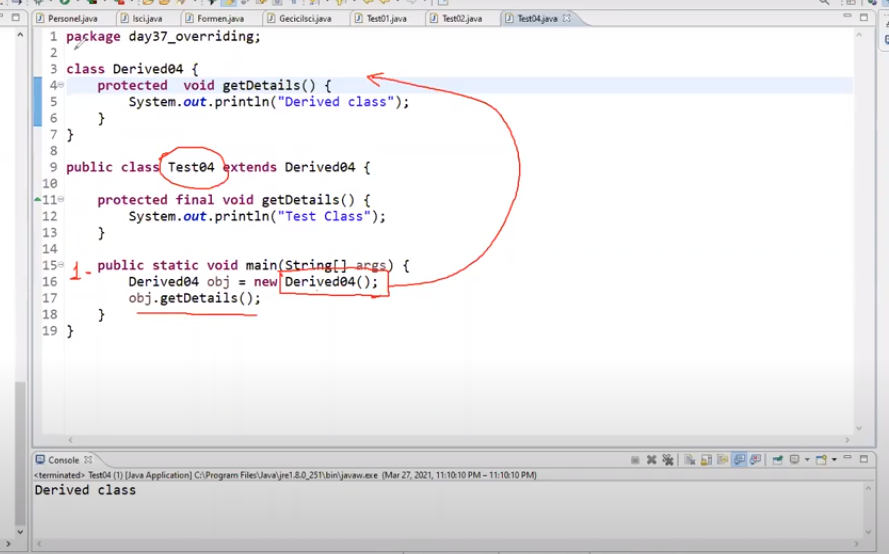 Personel.java Isci.java Formen.java GeciciIsci.java Test01.java Test02.java Test04.java
1 package day37_overriding;
2
3 class Derived04 {
4 protected void getDetails() {
5 System.out.println("Derived class");
6 }
7 }
8
9 public class Test04 extends Derived04 {
10
11 protected final void getDetails() {
12 System.out.println("Test Class");
13 }
14
1-
15 public static void main(String[] args) {
16 Derived04 obj = new Derived04();
17 obj.getDetails();
18 }
19 }
Console
<terminated> Test04 (1) [Java Application] C:\Program Files\Java\jre1.8.0_251\bin\javaw.exe (Mar 27, 2021, 11:10:10 PM – 11:10:10 PM)
Derived class